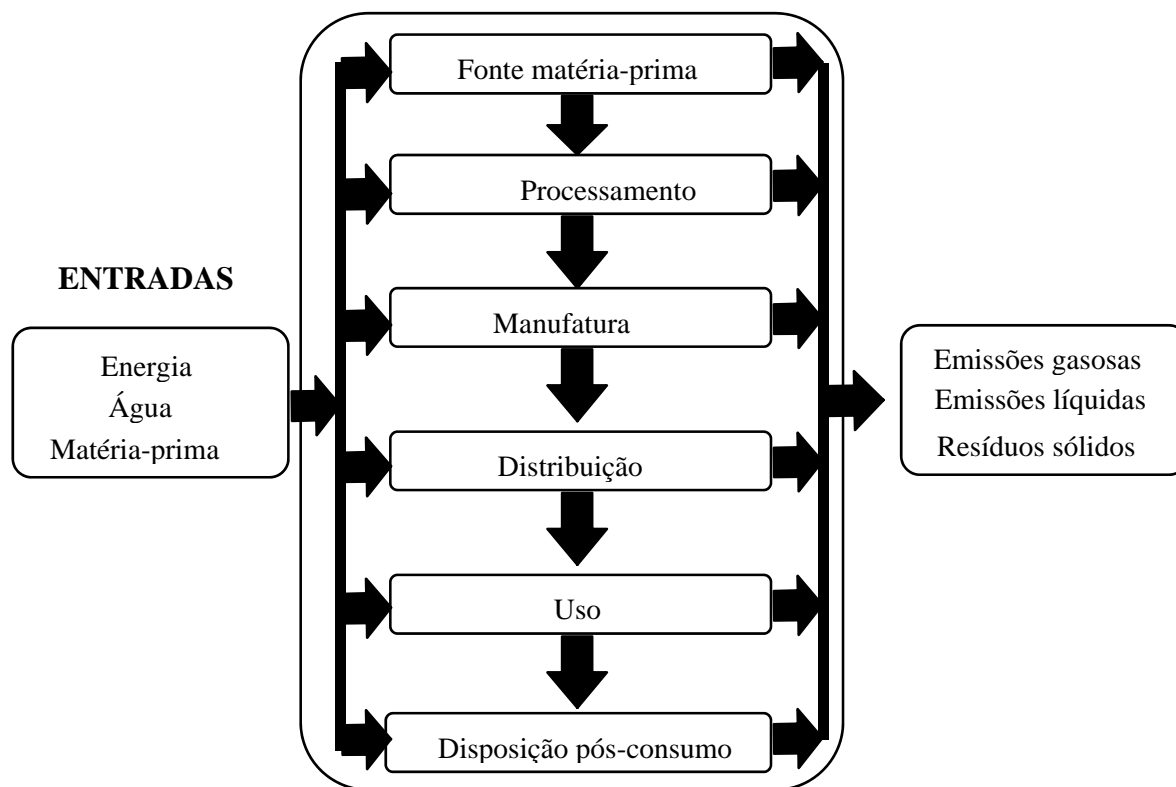 Fonte matéria-prima
Processamento
ENTRADAS
Manufatura
Energia
Água
Matéria-prima
Emissões gasosas
Emissões líquidas
Resíduos sólidos
Distribuição
Uso
Disposição pós-consumo